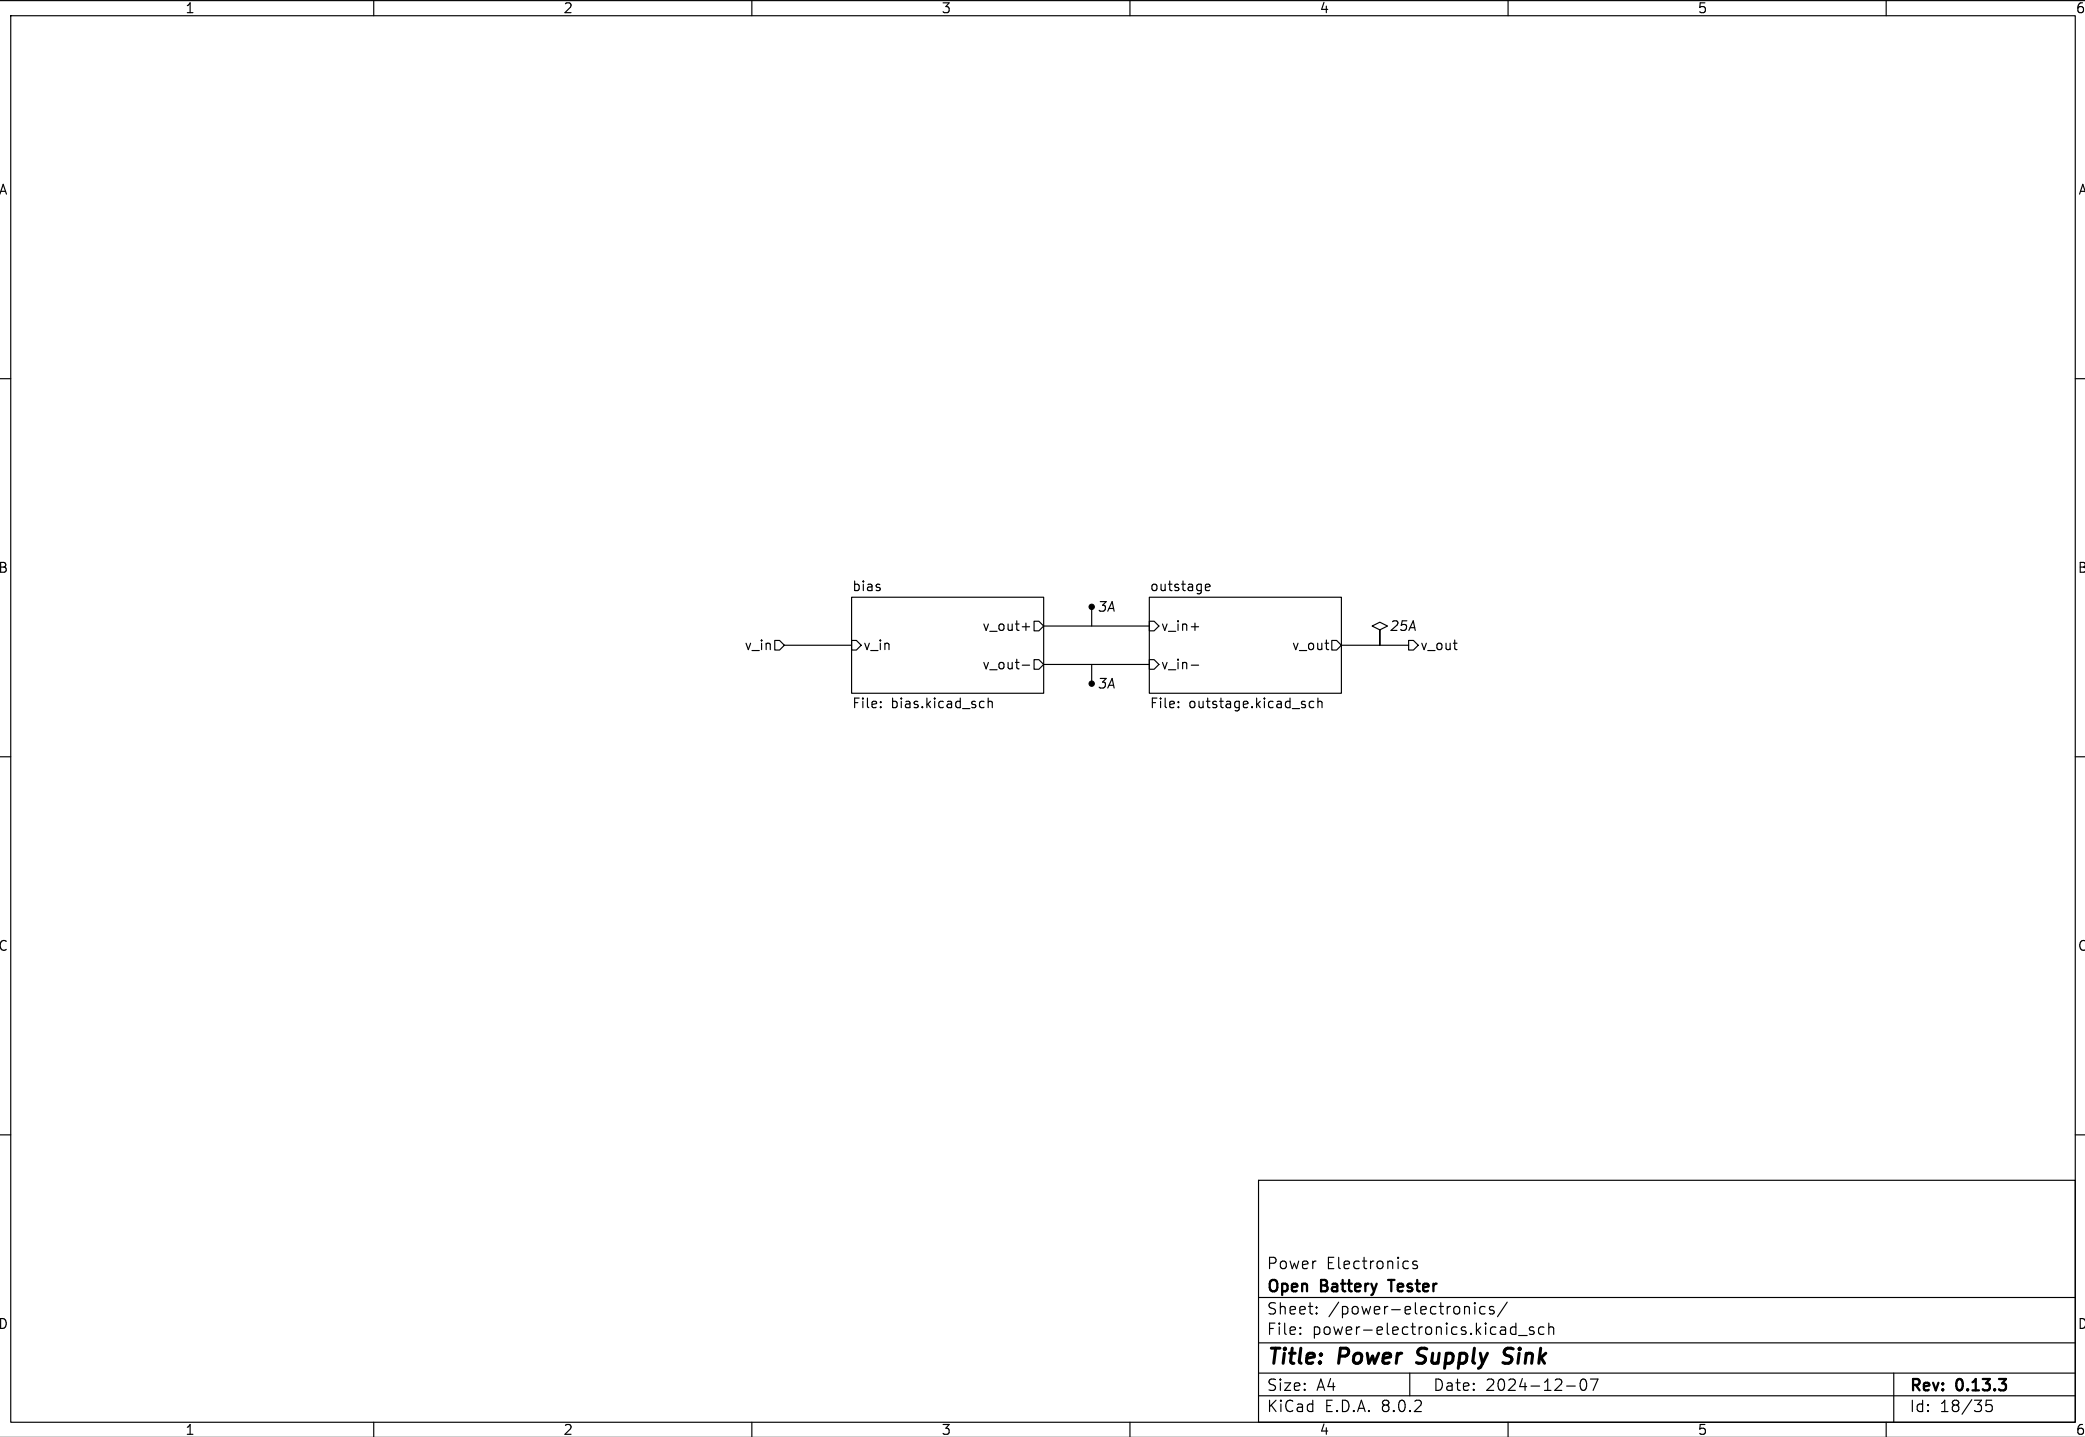 1 2 3 4 5 6
A A
bias outstage
B B
3A
v_out+ v_in+ 25A
v_in v_in v_out v_out
v_out- v_in-
3A
File: bias.kicad_sch File: outstage.kicad_sch
C C
Power Electronics
Open Battery Tester
Sheet: /power-electronics/
File: power-electronics.kicad_sch
D D
Title: Power Supply Sink
Size: A4 Date: 2024-12-07 Rev: 0.13.3
KiCad E.D.A. 8.0.2 Id: 18/35
1 2 3 4 5 6